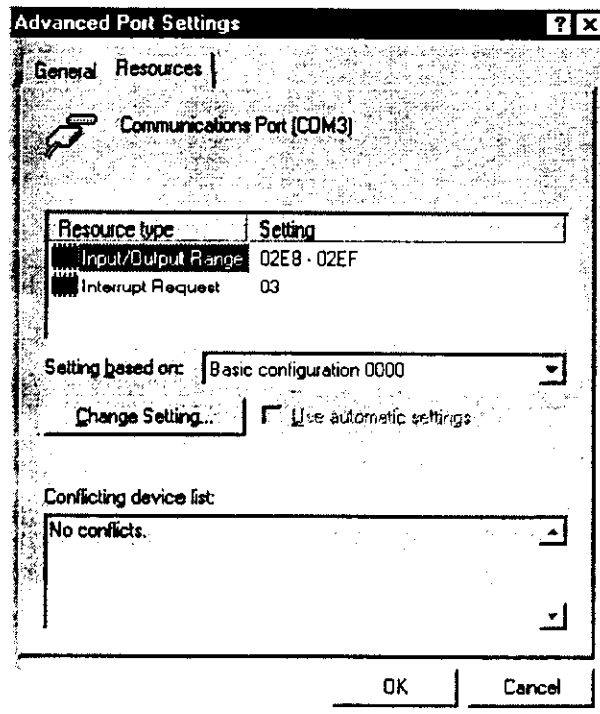 Advanced Port Settings ? X
General Resources
Communications Port (COM3)
Resource type Setting
Input/Output Range 02E8 - 02EF
Interrupt Request 03
Setting based on: Basic configuration 0000
Change Setting... Use automatic settings
Conflicting device list:
No conflicts.
OK Cancel